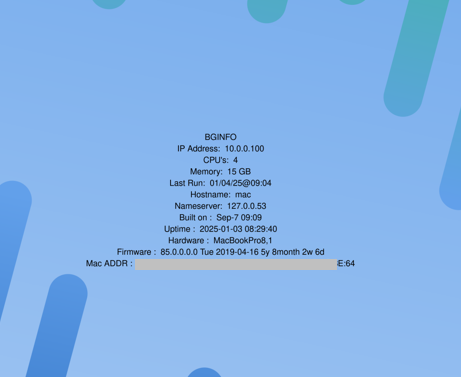 BGINFO
IP Address: 10.0.0.100
CPU's: 4
Memory: 15 GB
Last Run: 01/04/25@09:04
Hostname: mac
Nameserver: 127.0.0.53
Built on : Sep-7 09:09
Uptime : 2025-01-03 08:29:40
Hardware : MacBookPro8,1
Firmware : 85.0.0.0.0 Tue 2019-04-16 5y 8month 2w 6d
Mac ADDR : E:64